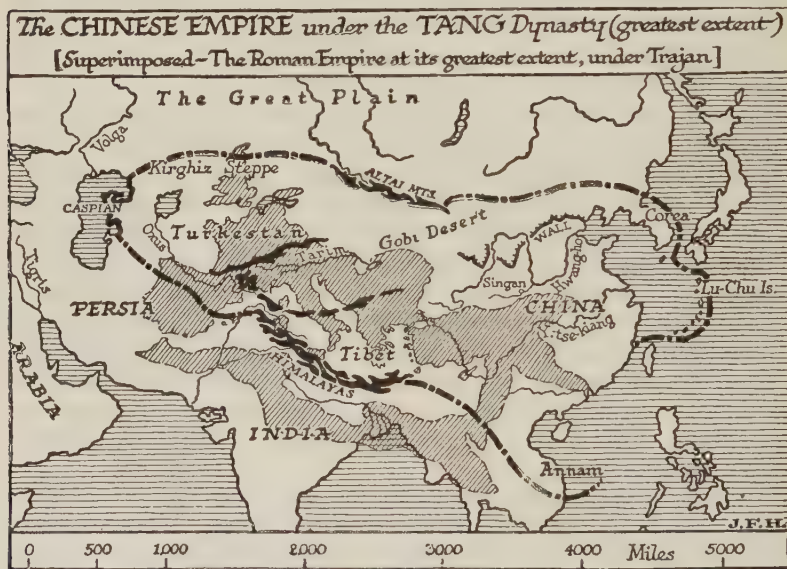 The CHINESE EMPIRE under the TANG Dynasty (greatest extent)
[Superimposed – The Roman Empire at its greatest extent, under Trajan]
The Great Plain
Volga
Kirghiz Steppe
ALTAI MTS
CASPIAN
Corea
Oxus
Turkestan
Tarim
Gobi Desert
WALL
Hwang-ho
Singan
Lu-Chu Is.
Tigris
PERSIA
CHINA
Y.tse-kiang
Tibet
ARABIA
HIMALAYAS
INDIA
Annam
J.F.H.
0 500 1,000 2,000 3000 4000 Miles 5000